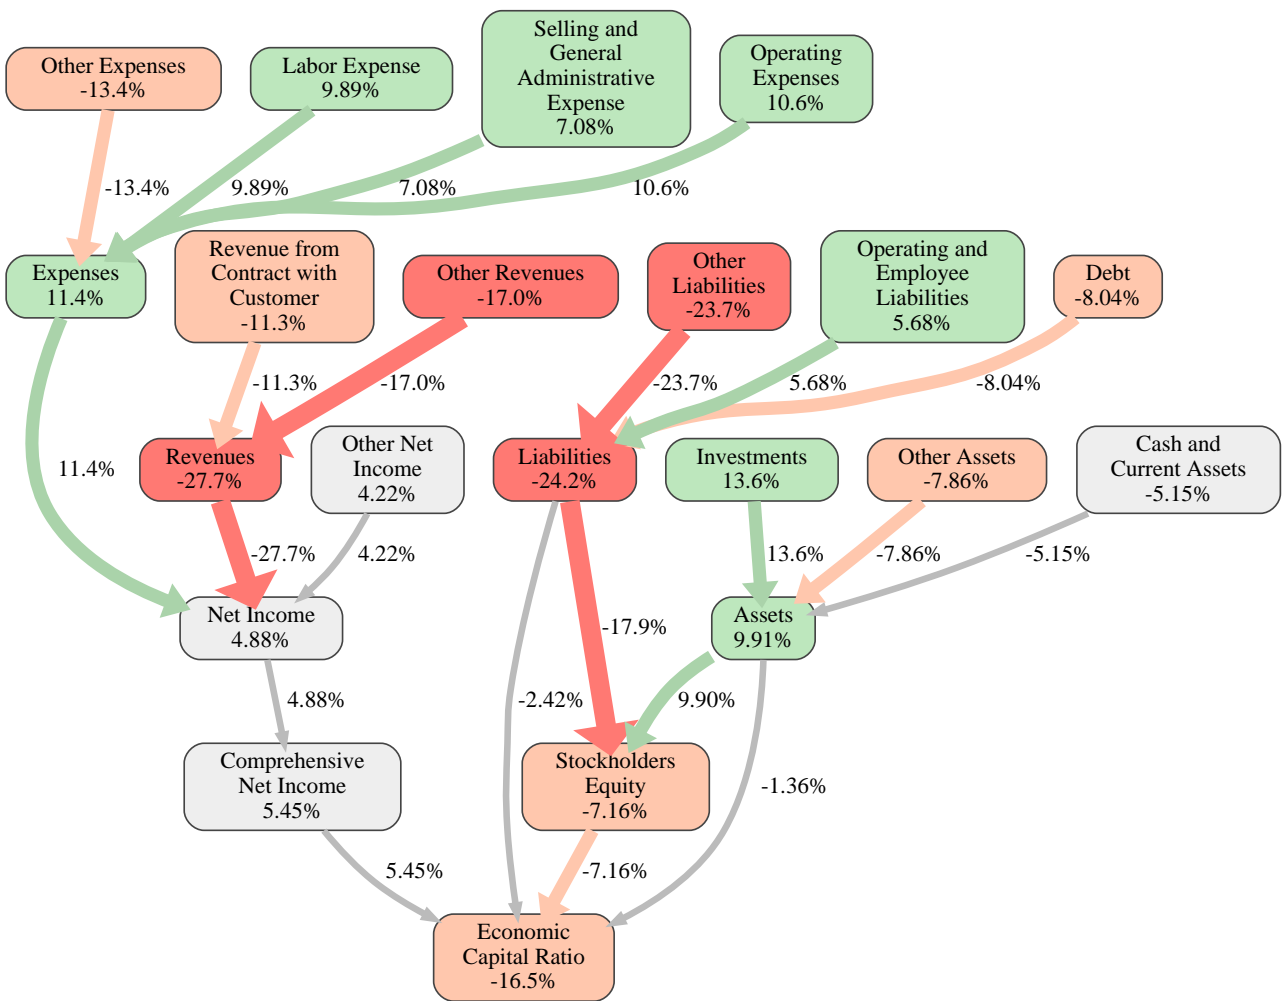 Other Expenses
-13.4%
Labor Expense
9.89%
Selling and
General
Administrative
Expense
7.08%
Operating
Expenses
10.6%
-13.4%
9.89%
7.08%
10.6%
Expenses
11.4%
Revenue from
Contract with
Customer
-11.3%
Other Revenues
-17.0%
Other
Liabilities
-23.7%
Operating and
Employee
Liabilities
5.68%
Debt
-8.04%
-11.3%
-17.0%
-23.7%
5.68%
-8.04%
11.4%
Revenues
-27.7%
Other Net
Income
4.22%
Liabilities
-24.2%
Investments
13.6%
Other Assets
-7.86%
Cash and
Current Assets
-5.15%
-27.7%
4.22%
13.6%
-7.86%
-5.15%
Net Income
4.88%
-17.9%
Assets
9.91%
4.88%
-2.42%
9.90%
Comprehensive
Net Income
5.45%
Stockholders
Equity
-7.16%
-1.36%
5.45%
-7.16%
Economic
Capital Ratio
-16.5%